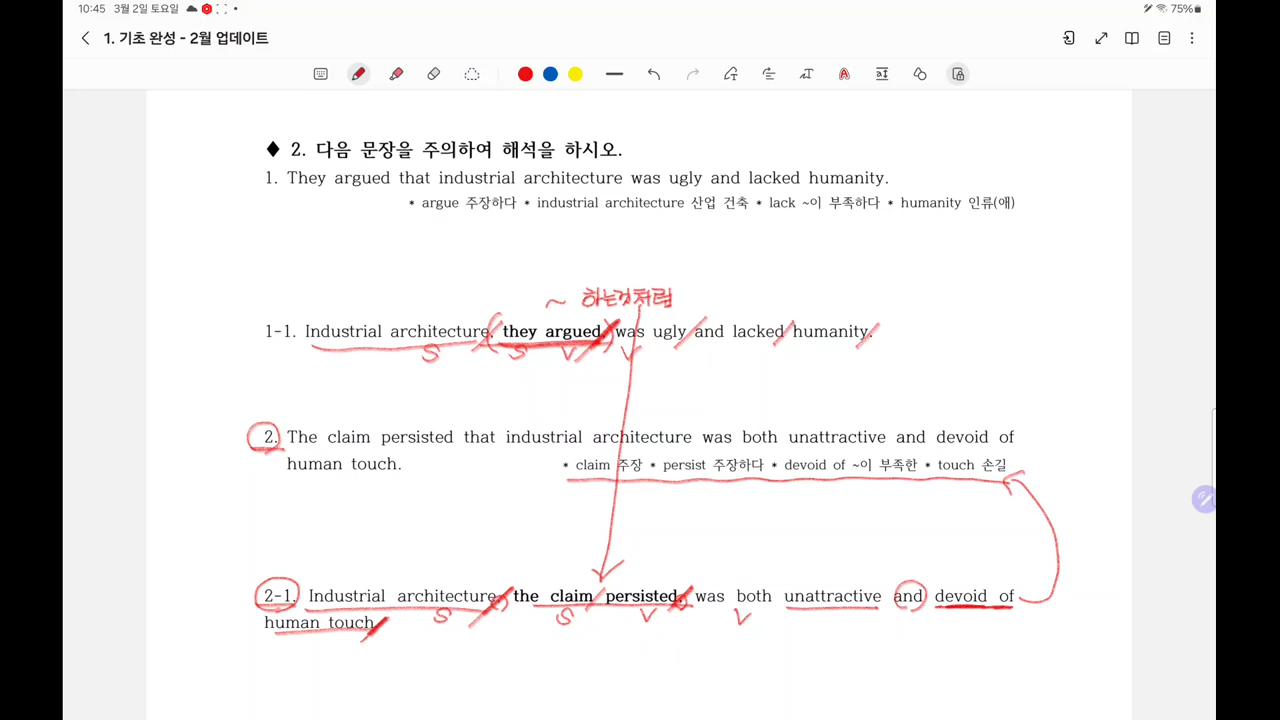 10:45 3월 2일 토요일 75%
1. 기초 완성 - 2월 업데이트
◆ 2. 다음 문장을 주의하여 해석을 하시오.
1. They argued that industrial architecture was ugly and lacked humanity.
* argue 주장하다 * industrial architecture 산업 건축 * lack ~이 부족하다 * humanity 인류(애)
~ 하는것처럼
1-1. Industrial architecture, they argued, was ugly and lacked humanity.
S S V V
2. The claim persisted that industrial architecture was both unattractive and devoid of
human touch. * claim 주장 * persist 주장하다 * devoid of ~이 부족한 * touch 손길
2-1. Industrial architecture, the claim persisted, was both unattractive and devoid of
S S V V
human touch.